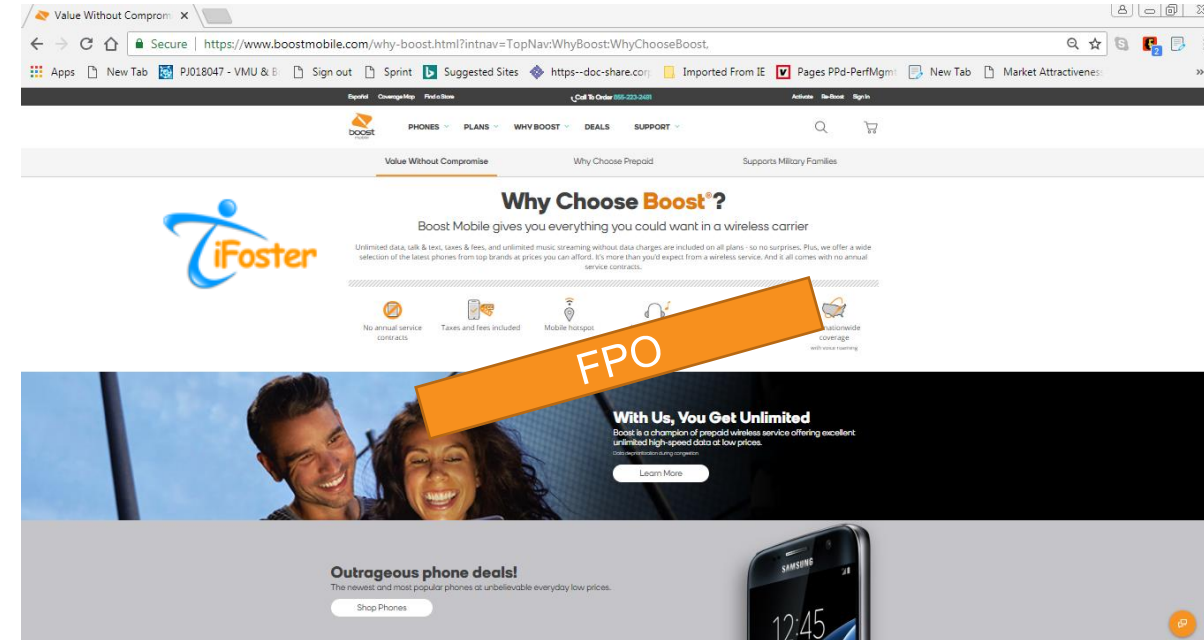 Value Without Comprom
Secure | https://www.boostmobile.com/why-boost.html?intnav=TopNav:WhyBoost:WhyChooseBoost,
Apps New Tab PJ018047 - VMU & B Sign out Sprint Suggested Sites https--doc-share.corp Imported From IE Pages PPd-PerfMgmt New Tab Market Attractiveness
Español Coverage Map Find a Store Call To Order 855-223-2481 Activate Re-Boost Sign In
boost
mobile
PHONES PLANS WHY BOOST DEALS SUPPORT
Value Without Compromise Why Choose Prepaid Supports Military Families
Why Choose Boost®?
Boost Mobile gives you everything you could want in a wireless carrier
iFoster
Unlimited data, talk & text, taxes & fees, and unlimited music streaming without data charges are included on all plans - so no surprises. Plus, we offer a wide
selection of the latest phones from top brands at prices you can afford. It's more than you'd expect from a wireless service. And it all comes with no annual
service contracts.
No annual service
contracts
Taxes and fees included
Mobile hotspot
nationwide
coverage
with voice roaming
FPO
With Us, You Get Unlimited
Boost is a champion of prepaid wireless service offering excellent
unlimited high-speed data at low prices.
Data deprioritization during congestion
Learn More
Outrageous phone deals!
The newest and most popular phones at unbelievable everyday low prices.
Shop Phones
SAMSUNG
12:45